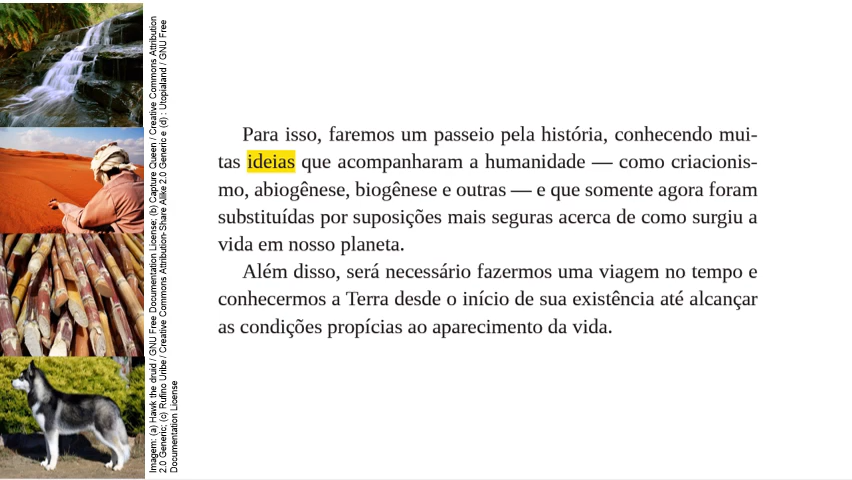 Imagem: (a) Hawk the druid / GNU Free Documentation License; (b) Capture Queen / Creative Commons Attribution
2.0 Generic; (c) Rufino Uribe / Creative Commons Attribution-Share Alike 2.0 Generic e (d) : Utopialand / GNU Free
Documentation License
Para isso, faremos um passeio pela história, conhecendo mui-
tas ideias que acompanharam a humanidade — como criacionis-
mo, abiogênese, biogênese e outras — e que somente agora foram
substituídas por suposições mais seguras acerca de como surgiu a
vida em nosso planeta.
Além disso, será necessário fazermos uma viagem no tempo e
conhecermos a Terra desde o início de sua existência até alcançar
as condições propícias ao aparecimento da vida.